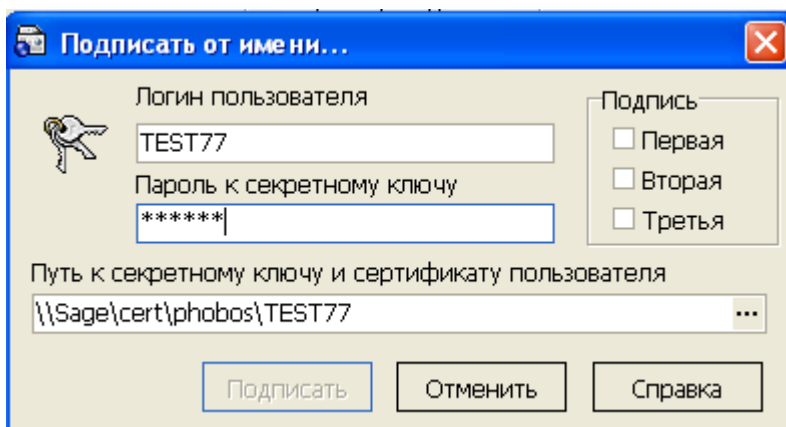 Подписать от имени...
Логин пользователя
TEST77
Пароль к секретному ключу
******
Подпись
Первая
Вторая
Третья
Путь к секретному ключу и сертификату пользователя
\\Sage\cert\phobos\TEST77
...
Подписать
Отменить
Справка